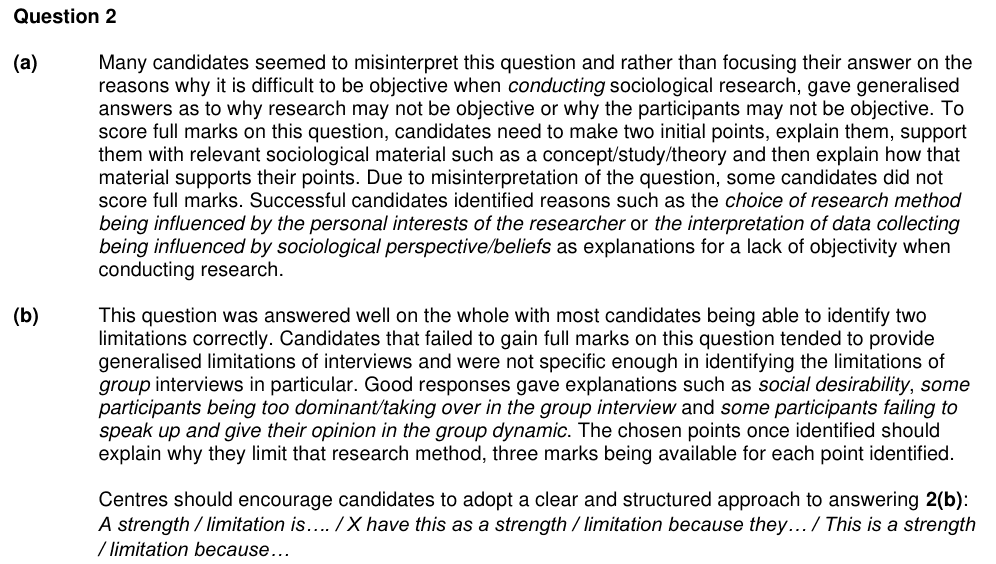 Question 2
(a) Many candidates seemed to misinterpret this question and rather than focusing their answer on the
reasons why it is difficult to be objective when conducting sociological research, gave generalised
answers as to why research may not be objective or why the participants may not be objective. To
score full marks on this question, candidates need to make two initial points, explain them, support
them with relevant sociological material such as a concept/study/theory and then explain how that
material supports their points. Due to misinterpretation of the question, some candidates did not
score full marks. Successful candidates identified reasons such as the choice of research method
being influenced by the personal interests of the researcher or the interpretation of data collecting
being influenced by sociological perspective/beliefs as explanations for a lack of objectivity when
conducting research.
(b) This question was answered well on the whole with most candidates being able to identify two
limitations correctly. Candidates that failed to gain full marks on this question tended to provide
generalised limitations of interviews and were not specific enough in identifying the limitations of
group interviews in particular. Good responses gave explanations such as social desirability, some
participants being too dominant/taking over in the group interview and some participants failing to
speak up and give their opinion in the group dynamic. The chosen points once identified should
explain why they limit that research method, three marks being available for each point identified.
Centres should encourage candidates to adopt a clear and structured approach to answering 2(b):
A strength / limitation is…. / X have this as a strength / limitation because they… / This is a strength
/ limitation because…